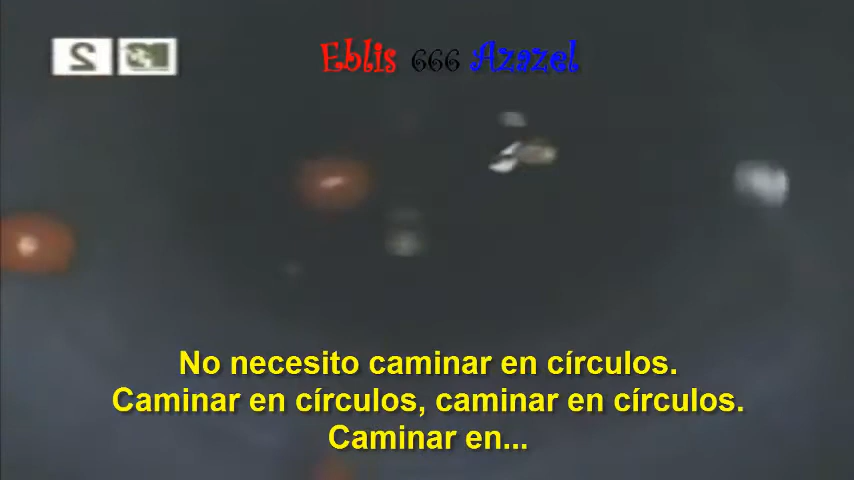 Eblis 666 Azazel
No necesito caminar en círculos.
Caminar en círculos, caminar en círculos.
Caminar en...